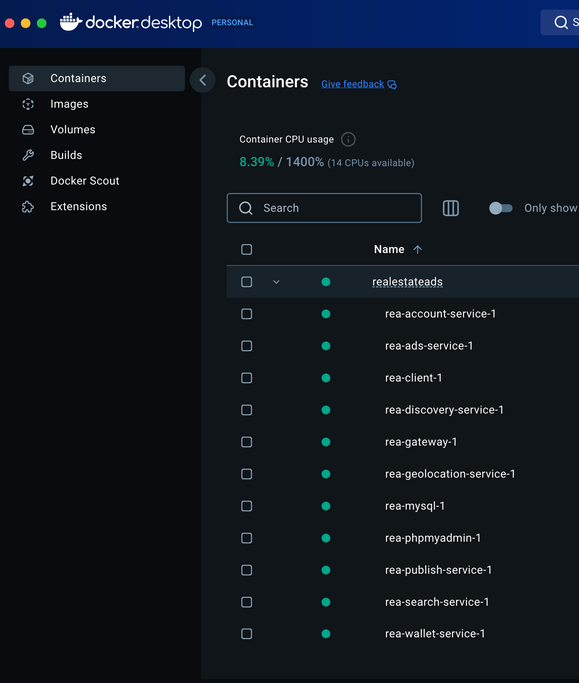 docker.desktop PERSONAL S
Containers
Images
Volumes
Builds
Docker Scout
Extensions
Containers Give feedback
Container CPU usage
8.39% / 1400% (14 CPUs available)
Search Only show
Name
realestateads
rea-account-service-1
rea-ads-service-1
rea-client-1
rea-discovery-service-1
rea-gateway-1
rea-geolocation-service-1
rea-mysql-1
rea-phpmyadmin-1
rea-publish-service-1
rea-search-service-1
rea-wallet-service-1